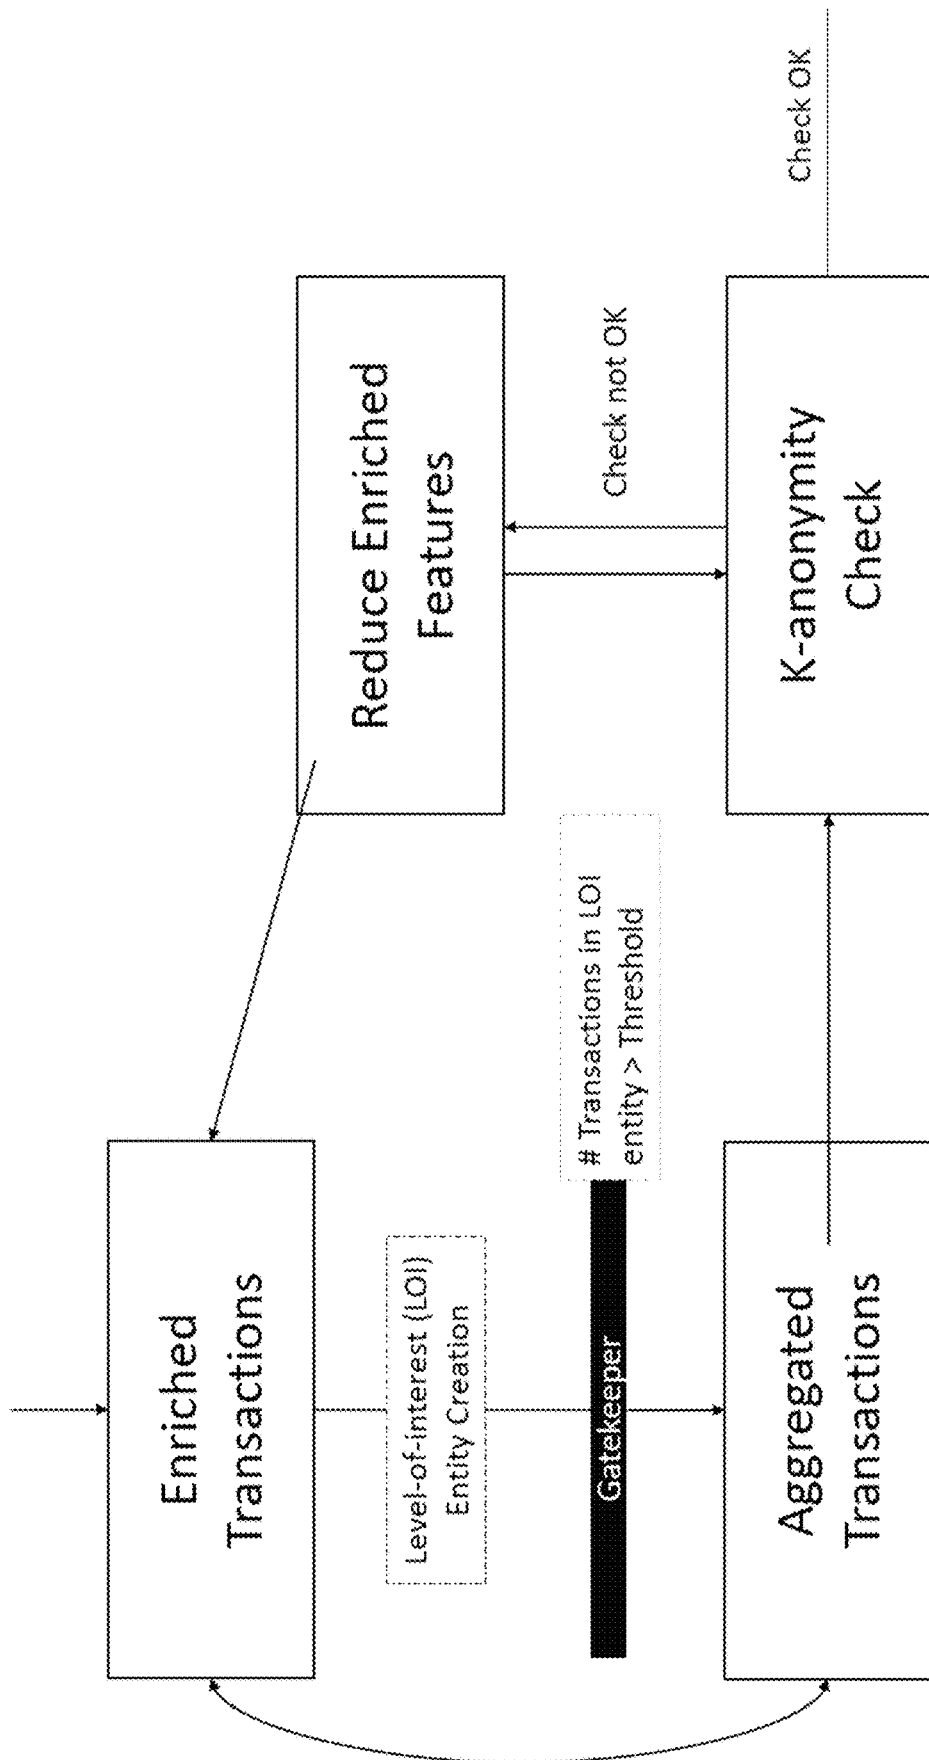 Enriched
Transactions
Level-of-interest (LOI)
Entity Creation
Gatekeeper
# Transactions in LOI
entity > Threshold
Aggregated
Transactions
Reduce Enriched
Features
Check not OK
K-anonymity
Check
Check OK